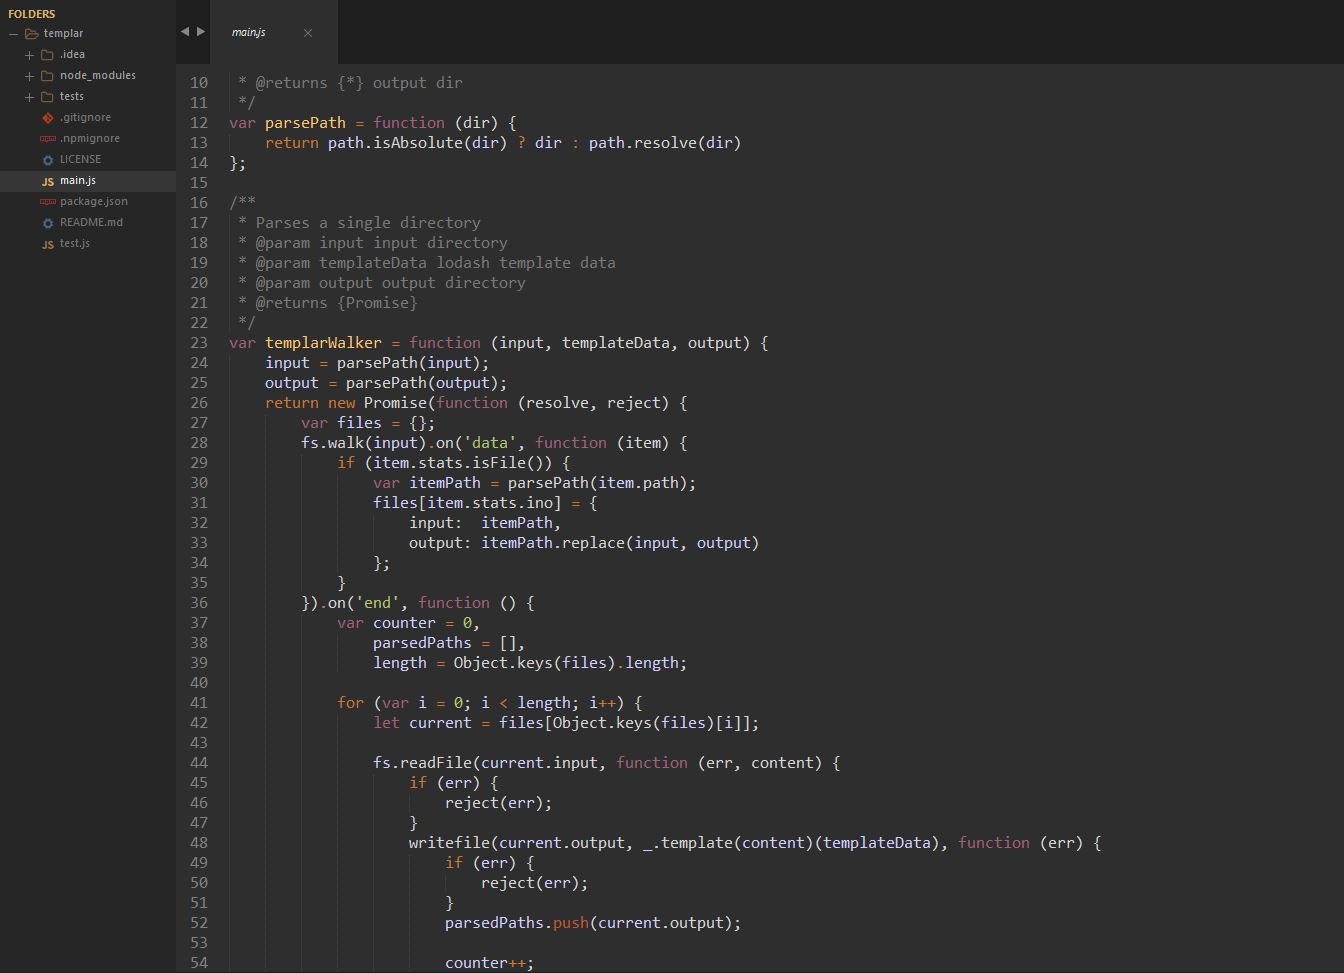 FOLDERS
templar
.idea
node_modules
tests
.gitignore
.npmignore
LICENSE
JS main.js
package.json
README.md
JS test.js
main.js
10  * @returns {*} output dir
11  */
12 var parsePath = function (dir) {
13     return path.isAbsolute(dir) ? dir : path.resolve(dir)
14 };
15
16 /**
17  * Parses a single directory
18  * @param input input directory
19  * @param templateData lodash template data
20  * @param output output directory
21  * @returns {Promise}
22  */
23 var templarWalker = function (input, templateData, output) {
24     input = parsePath(input);
25     output = parsePath(output);
26     return new Promise(function (resolve, reject) {
27         var files = {};
28         fs.walk(input).on('data', function (item) {
29             if (item.stats.isFile()) {
30                 var itemPath = parsePath(item.path);
31                 files[item.stats.ino] = {
32                     input:  itemPath,
33                     output: itemPath.replace(input, output)
34                 };
35             }
36         }).on('end', function () {
37             var counter = 0,
38                 parsedPaths = [],
39                 length = Object.keys(files).length;
40
41             for (var i = 0; i < length; i++) {
42                 let current = files[Object.keys(files)[i]];
43
44                 fs.readFile(current.input, function (err, content) {
45                     if (err) {
46                         reject(err);
47                     }
48                     writefile(current.output, _.template(content)(templateData), function (err) {
49                         if (err) {
50                             reject(err);
51                         }
52                         parsedPaths.push(current.output);
53
54                         counter++;